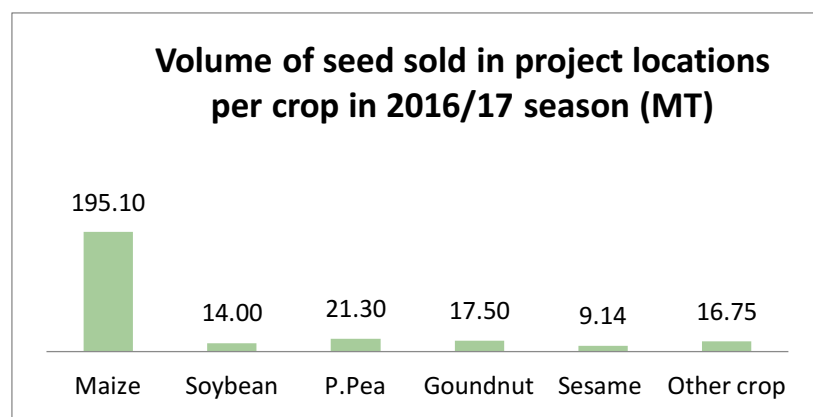 Volume of seed sold in project locations
per crop in 2016/17 season (MT)
195.10
14.00
21.30
17.50
9.14
16.75
Maize
Soybean
P.Pea
Goundnut
Sesame
Other crop